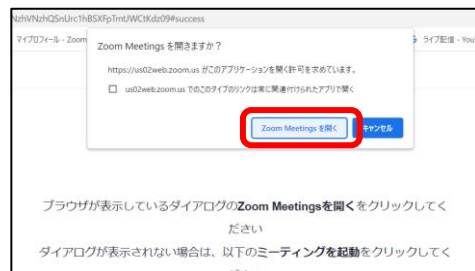 NzhVNzhQSnUrc1hBSXFpTmtJWCtKdz09#success
マイプロフィール - Zoom
ライブ配信 - You
Zoom Meetings を開きますか？
https://us02web.zoom.us がこのアプリケーションを開く許可を求めています。
us02web.zoom.us でのこのタイプのリンクは常に関連付けられたアプリで開く
Zoom Meetings を開く
キャンセル
ブラウザが表示しているダイアログのZoom Meetingsを開くをクリックしてく
ださい
ダイアログが表示されない場合は、以下のミーティングを起動をクリックしてく